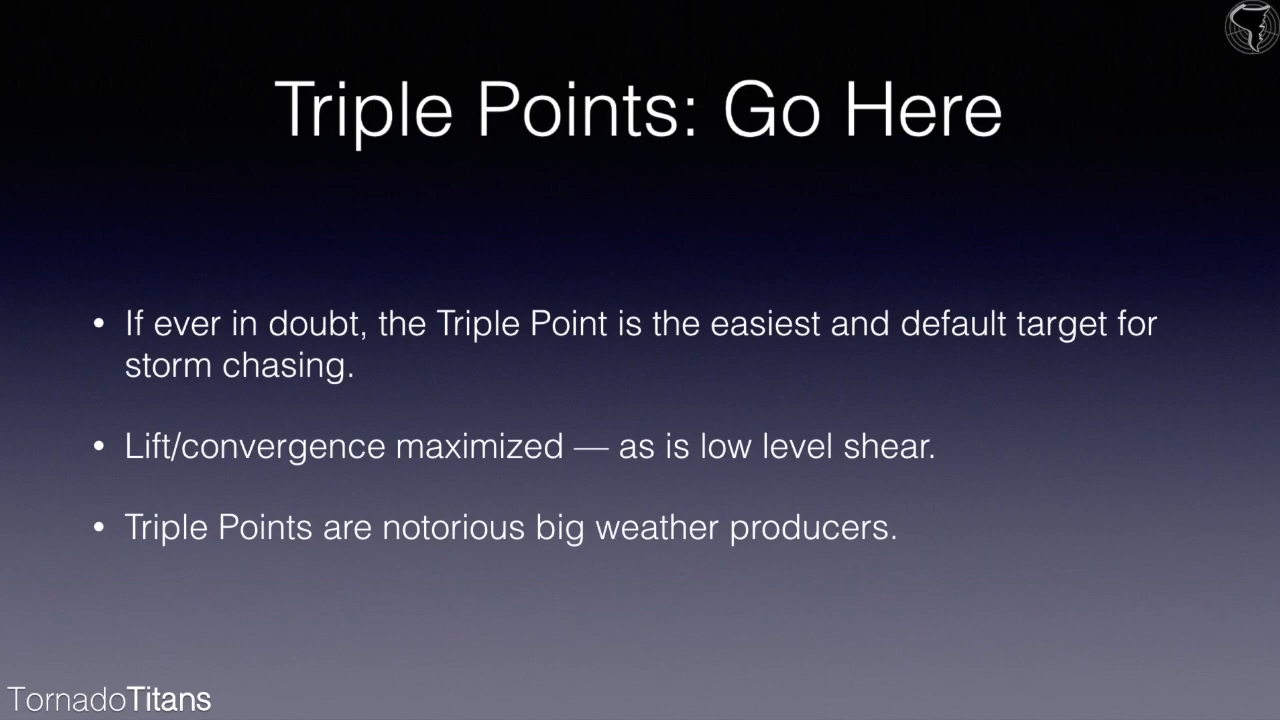 Triple Points: Go Here
• If ever in doubt, the Triple Point is the easiest and default target for
storm chasing.
• Lift/convergence maximized — as is low level shear.
• Triple Points are notorious big weather producers.
TornadoTitans